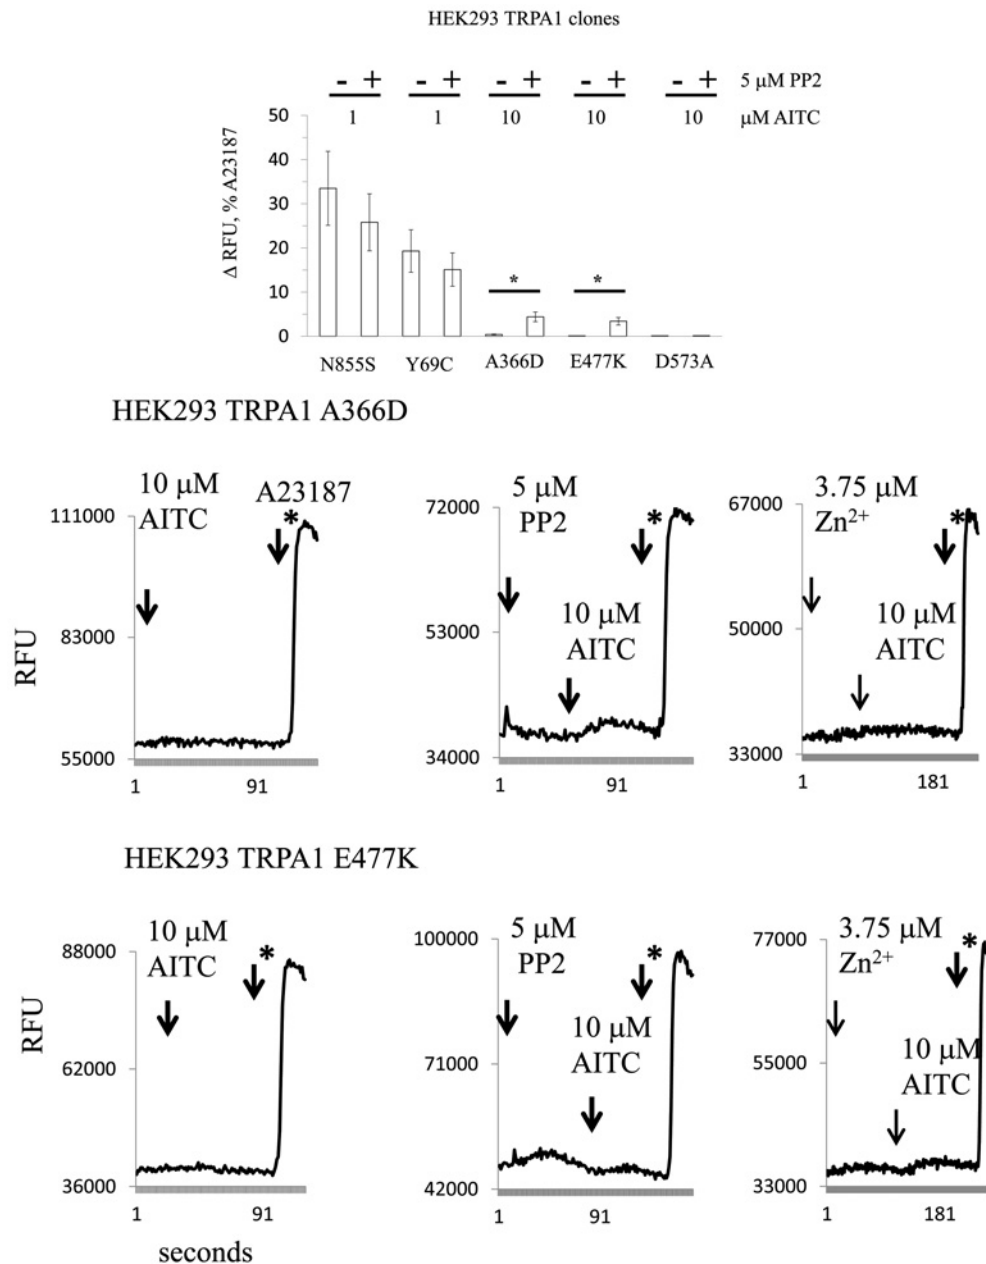 HEK293 TRPA1 clones
- + - + - + - + - + 5 μM PP2
1 1 10 10 10 μM AITC
Δ RFU, % A23187
50
40
30
20
10
0
* *
N855S Y69C A366D E477K D573A
HEK293 TRPA1 A366D
10 μM
AITC
A23187
*
111000
83000
55000
RFU
1 91
5 μM
PP2
*
10 μM
AITC
72000
53000
34000
1 91
3.75 μM
Zn²⁺
*
10 μM
AITC
67000
50000
33000
1 181
HEK293 TRPA1 E477K
10 μM
AITC
*
88000
62000
36000
RFU
1 91
seconds
5 μM
PP2
*
10 μM
AITC
100000
71000
42000
1 91
3.75 μM
Zn²⁺
*
10 μM
AITC
77000
55000
33000
1 181